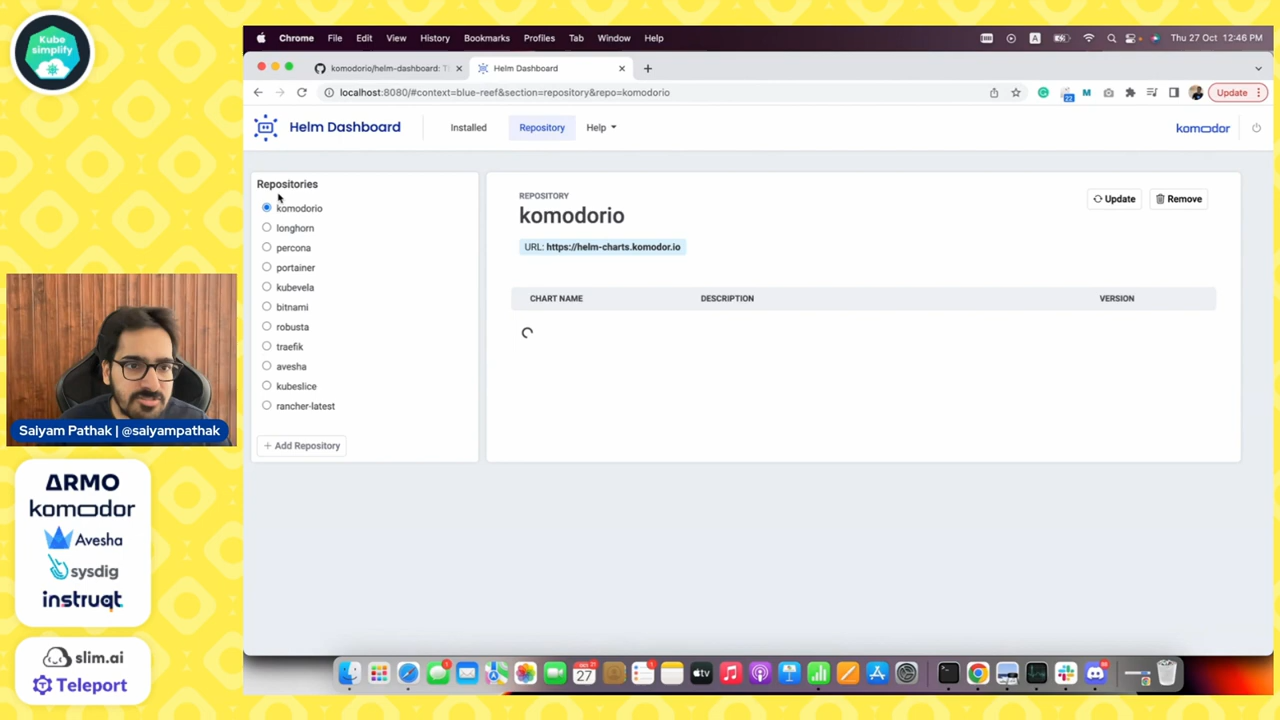 Kube
simplify
Chrome File Edit View History Bookmarks Profiles Tab Window Help
A
Thu 27 Oct 12:46 PM
komodorio/helm-dashboard: T
Helm Dashboard
localhost:8080/#context=blue-reef&section=repository&repo=komodorio
22
M
Update
Helm Dashboard
Installed
Repository
Help
komodor
Repositories
komodorio
longhorn
percona
portainer
kubevela
bitnami
robusta
traefik
avesha
kubeslice
rancher-latest
+ Add Repository
REPOSITORY
komodorio
Update
Remove
URL: https://helm-charts.komodor.io
CHART NAME DESCRIPTION VERSION
Saiyam Pathak | @saiyampathak
ARMO
komodor
Avesha
sysdig
instruqt
slim.ai
Teleport
27
tv